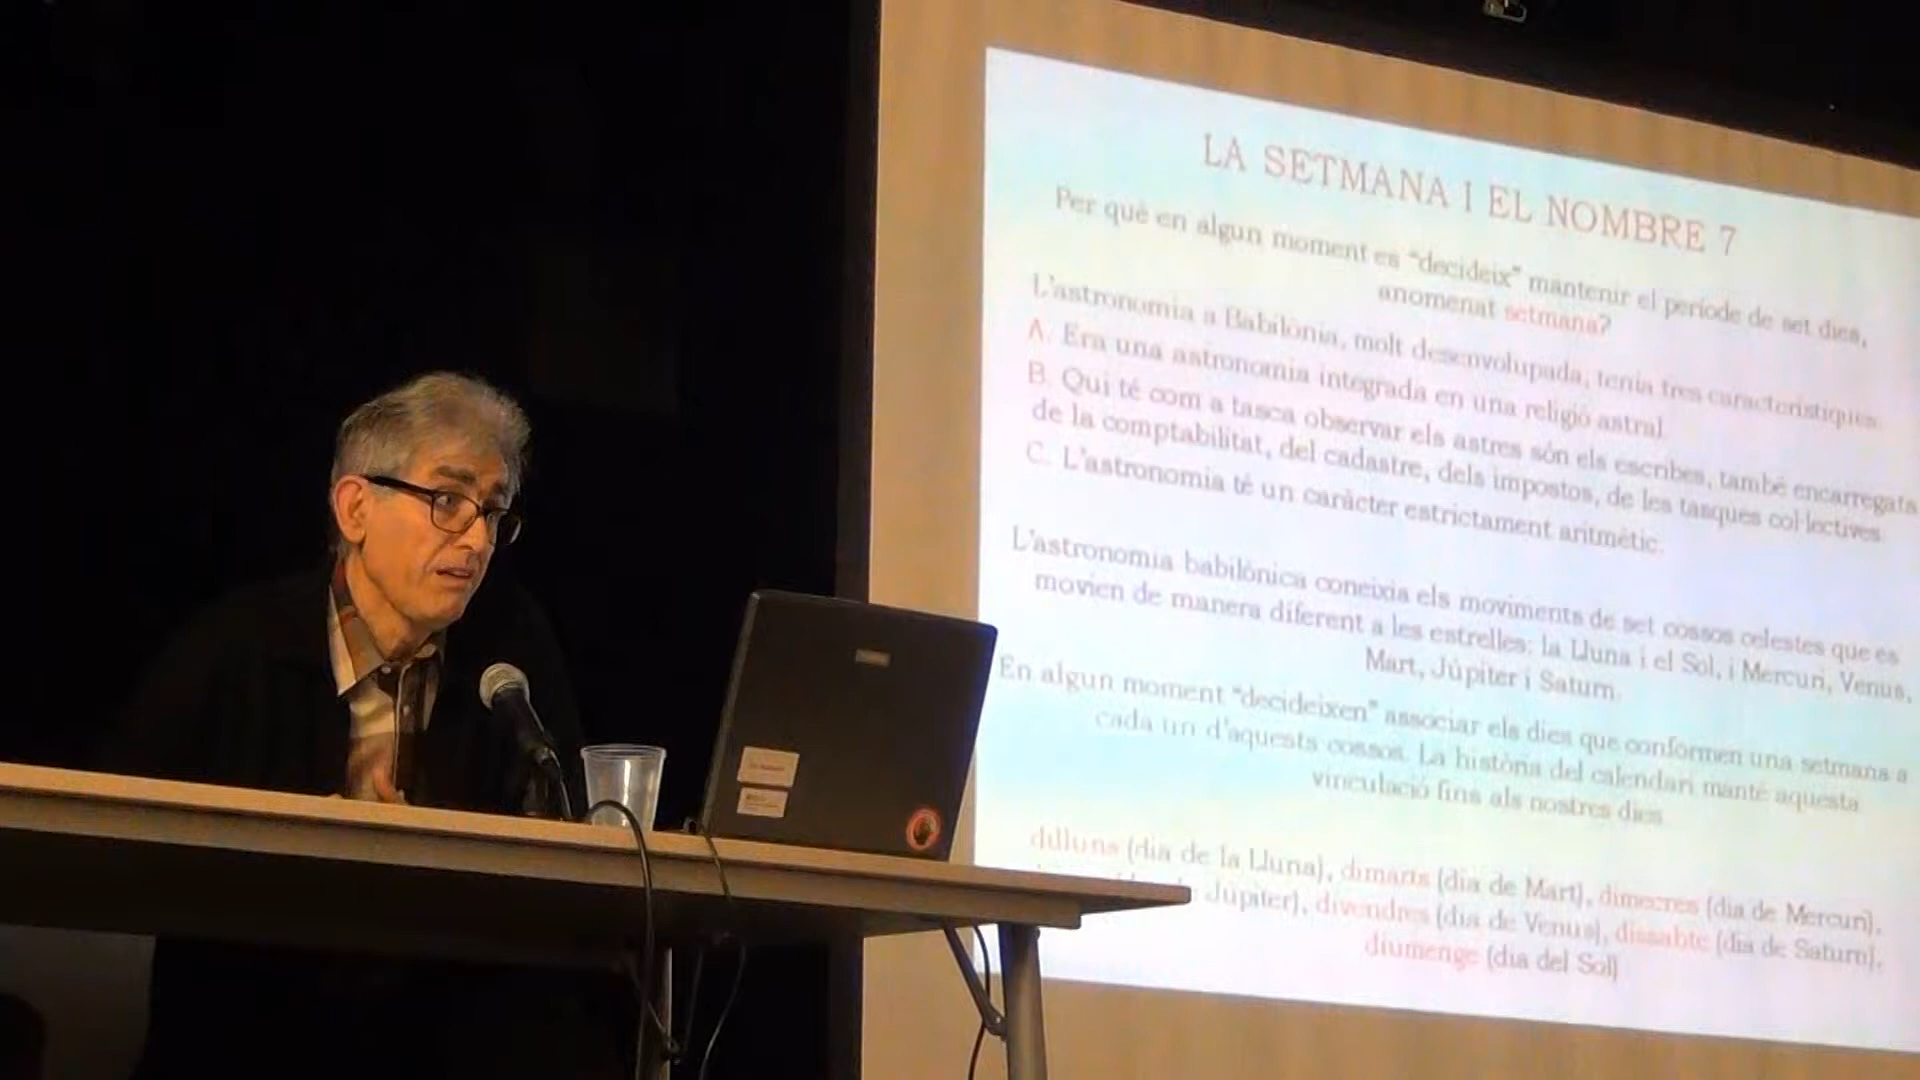 LA SETMANA I EL NOMBRE 7
Per què en algun moment es "decideix" mantenir el període de set dies,
anomenat setmana?
L'astronomia a Babilònia, molt desenvolupada, tenia tres característiques:
A. Era una astronomia integrada en una religió astral.
B. Qui té com a tasca observar els astres són els escribes, també encarregats
de la comptabilitat, del cadastre, dels impostos, de les tasques col·lectives.
C. L'astronomia té un caràcter estrictament aritmètic.
L'astronomia babilònica coneixia els moviments de set cossos celestes que es
movien de manera diferent a les estrelles: la Lluna i el Sol, i Mercuri, Venus,
Mart, Júpiter i Saturn.
En algun moment "decideixen" associar els dies que conformen una setmana a
cada un d'aquests cossos. La història del calendari manté aquesta
vinculació fins als nostres dies
dilluns (dia de la Lluna), dimarts (dia de Mart), dimecres (dia de Mercuri),
Júpiter), divendres (dia de Venus), dissabte (dia de Saturn),
diumenge (dia del Sol)